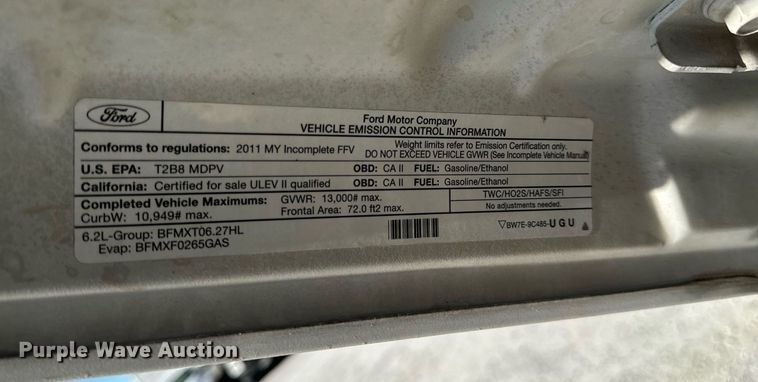 Ford
Ford Motor Company
VEHICLE EMISSION CONTROL INFORMATION
Conforms to regulations: 2011 MY Incomplete FFV
Weight limits refer to Emission Certification only.
DO NOT EXCEED VEHICLE GVWR (See Incomplete Vehicle Manual)
U.S. EPA: T2B8 MDPV OBD: CA II FUEL: Gasoline/Ethanol
California: Certified for sale ULEV II qualified OBD: CA II FUEL: Gasoline/Ethanol
Completed Vehicle Maximums: GVWR: 13,000# max.
CurbW: 10,949# max. Frontal Area: 72.0 ft2 max.
TWC/HO2S/HAFS/SFI
No adjustments needed.
6.2L-Group: BFMXT06.27HL
Evap: BFMXF0265GAS
BW7E-9C485-UGU
Purple Wave Auction